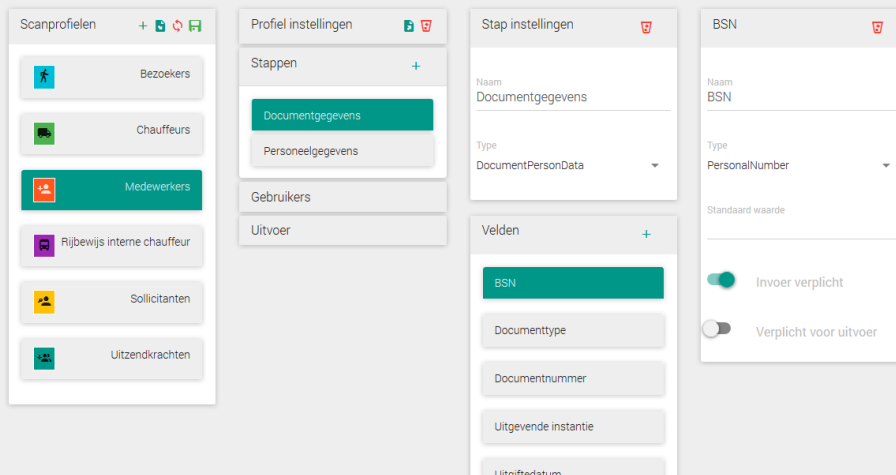 Scanprofielen
Bezoekers
Chauffeurs
Medewerkers
Rijbewijs interne chauffeur
Sollicitanten
Uitzendkrachten
Profiel instellingen
Stappen
Documentgegevens
Personeelgegevens
Gebruikers
Uitvoer
Stap instellingen
Naam
Documentgegevens
Type
DocumentPersonData
Velden
BSN
Documenttype
Documentnummer
Uitgevende instantie
Uitgiftedatum
BSN
Naam
BSN
Type
PersonalNumber
Standaard waarde
Invoer verplicht
Verplicht voor uitvoer